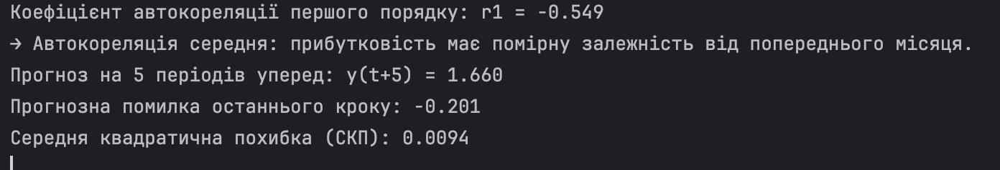 Коефіцієнт автокореляції першого порядку: r1 = -0.549
→ Автокореляція середня: прибутковість має помірну залежність від попереднього місяця.
Прогноз на 5 періодів уперед: y(t+5) = 1.660
Прогнозна помилка останнього кроку: -0.201
Середня квадратична похибка (СКП): 0.0094